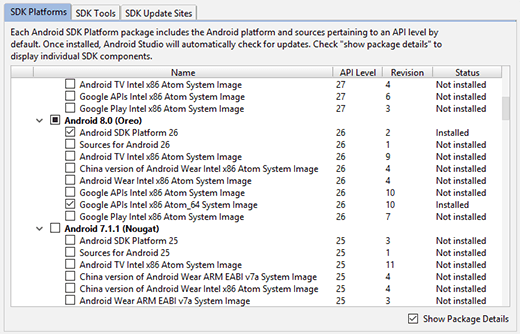 SDK Platforms SDK Tools SDK Update Sites
Each Android SDK Platform package includes the Android platform and sources pertaining to an API level by
default. Once installed, Android Studio will automatically check for updates. Check "show package details" to
display individual SDK components.
Name API Level Revision Status
Android TV Intel x86 Atom System Image 27 4 Not installed
Google APIs Intel x86 Atom System Image 27 6 Not installed
Google Play Intel x86 Atom System Image 27 3 Not installed
Android 8.0 (Oreo)
Android SDK Platform 26 26 2 Installed
Sources for Android 26 26 1 Not installed
Android TV Intel x86 Atom System Image 26 9 Not installed
China version of Android Wear Intel x86 Atom System Image 26 4 Not installed
Android Wear Intel x86 Atom System Image 26 4 Not installed
Google APIs Intel x86 Atom System Image 26 10 Not installed
Google APIs Intel x86 Atom_64 System Image 26 10 Installed
Google Play Intel x86 Atom System Image 26 7 Not installed
Android 7.1.1 (Nougat)
Android SDK Platform 25 25 3 Not installed
Sources for Android 25 25 1 Not installed
Android TV Intel x86 Atom System Image 25 11 Not installed
China version of Android Wear ARM EABI v7a System Image 25 4 Not installed
China version of Android Wear Intel x86 Atom System Image 25 4 Not installed
Android Wear ARM EABI v7a System Image 25 3 Not installed
Show Package Details